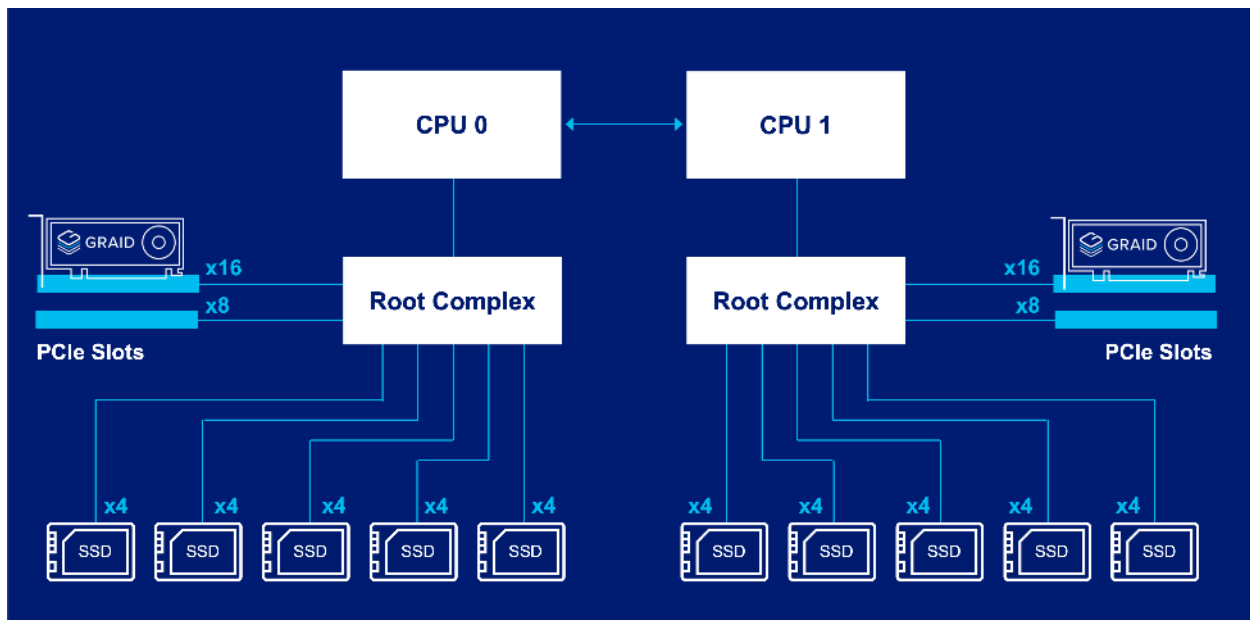 CPU 0
CPU 1
GRAID
GRAID
x16
x16
Root Complex
Root Complex
x8
x8
PCIe Slots
PCIe Slots
x4
x4
x4
x4
x4
x4
x4
x4
x4
x4
SSD
SSD
SSD
SSD
SSD
SSD
SSD
SSD
SSD
SSD